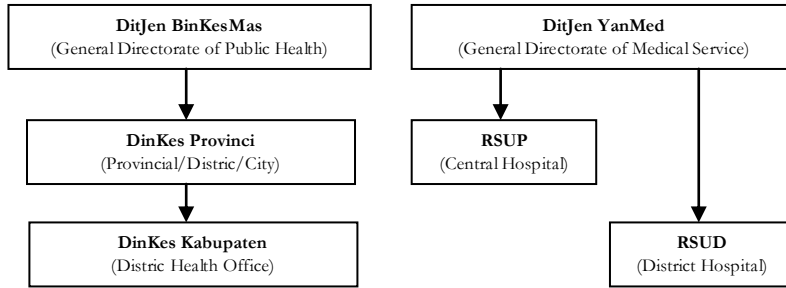 DitJen BinKesMas
(General Directorate of Public Health)
DitJen YanMed
(General Directorate of Medical Service)
DinKes Provinci
(Provincial/Distric/City)
RSUP
(Central Hospital)
DinKes Kabupaten
(Distric Health Office)
RSUD
(District Hospital)